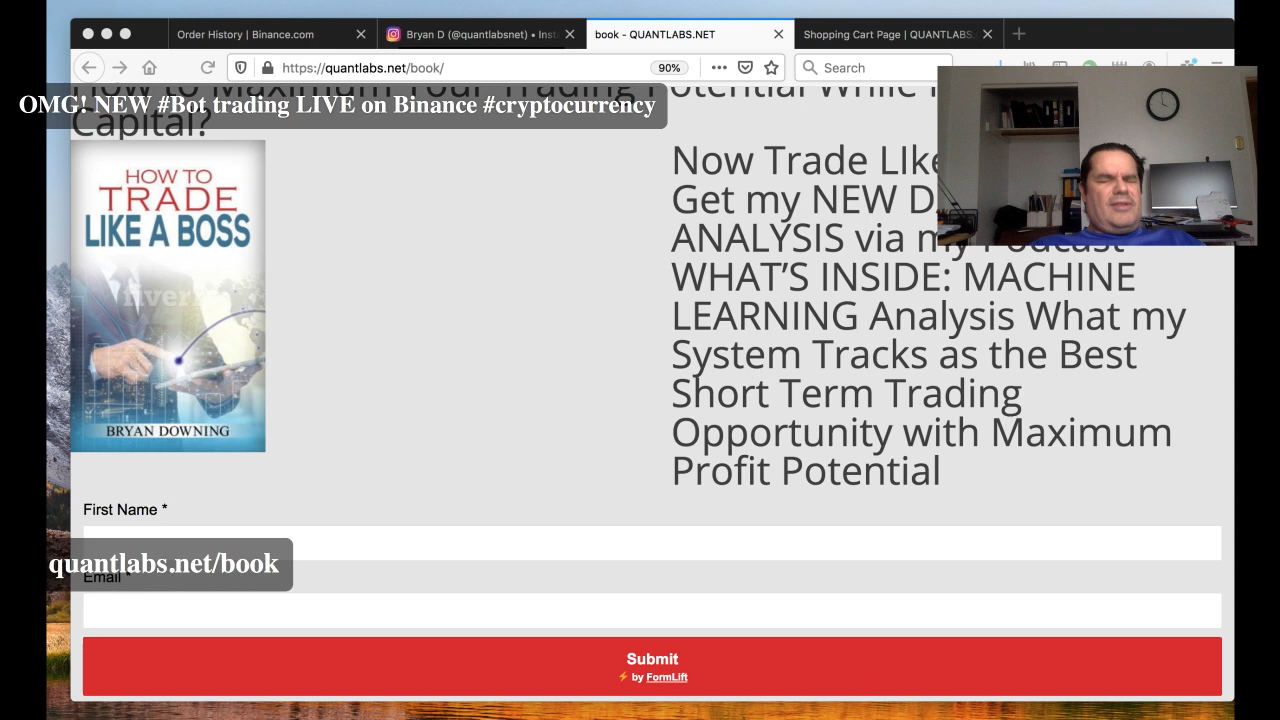 Order History | Binance.com
Bryan D (@quantlabsnet) • Inst
book - QUANTLABS.NET
Shopping Cart Page | QUANTLABS.
https://quantlabs.net/book/
90%
Search
OMG! NEW #Bot trading LIVE on Binance #cryptocurrency
Capital?
HOW TO
TRADE
LIKE A BOSS
fiverr
BRYAN DOWNING
Now Trade LIke
Get my NEW
ANALYSIS via my Podcast
WHAT'S INSIDE: MACHINE
LEARNING Analysis What my
System Tracks as the Best
Short Term Trading
Opportunity with Maximum
Profit Potential
First Name *
quantlabs.net/book
Email *
Submit
by FormLift